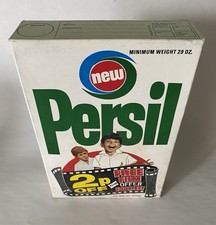 MINIMUM WEIGHT 29 OZ.
new
Persil
2p
OFF
FREE
FILM
OFFER